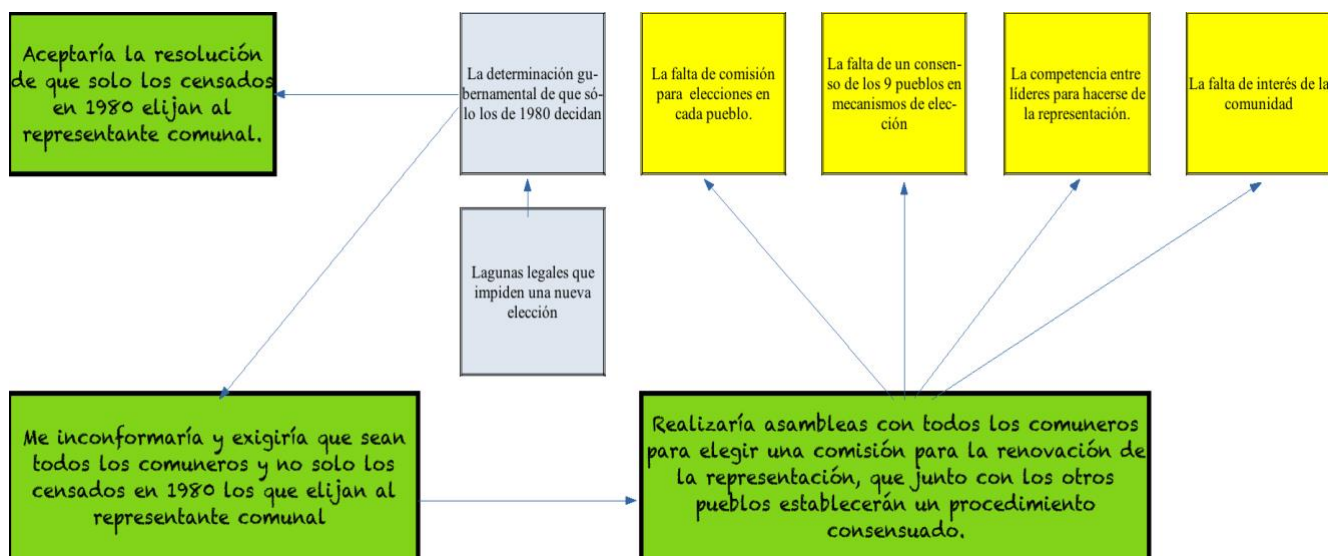 Aceptaría la resolución
de que solo los censados
en 1980 elijan al
representante comunal.
La determinación gu-
bernamental de que só-
lo los de 1980 decidan
La falta de comisión
para elecciones en
cada pueblo.
La falta de un consen-
so de los 9 pueblos en
mecanismos de elec-
ción
La competencia entre
líderes para hacerse de
la representación.
La falta de interés de la
comunidad
Lagunas legales que
impiden una nueva
elección
Me inconformaría y exigiría que sean
todos los comuneros y no solo los
censados en 1980 los que elijan al
representante comunal
Realizaría asambleas con todos los comuneros
para elegir una comisión para la renovación de
la representación, que junto con los otros
pueblos establecerán un procedimiento
consensuado.